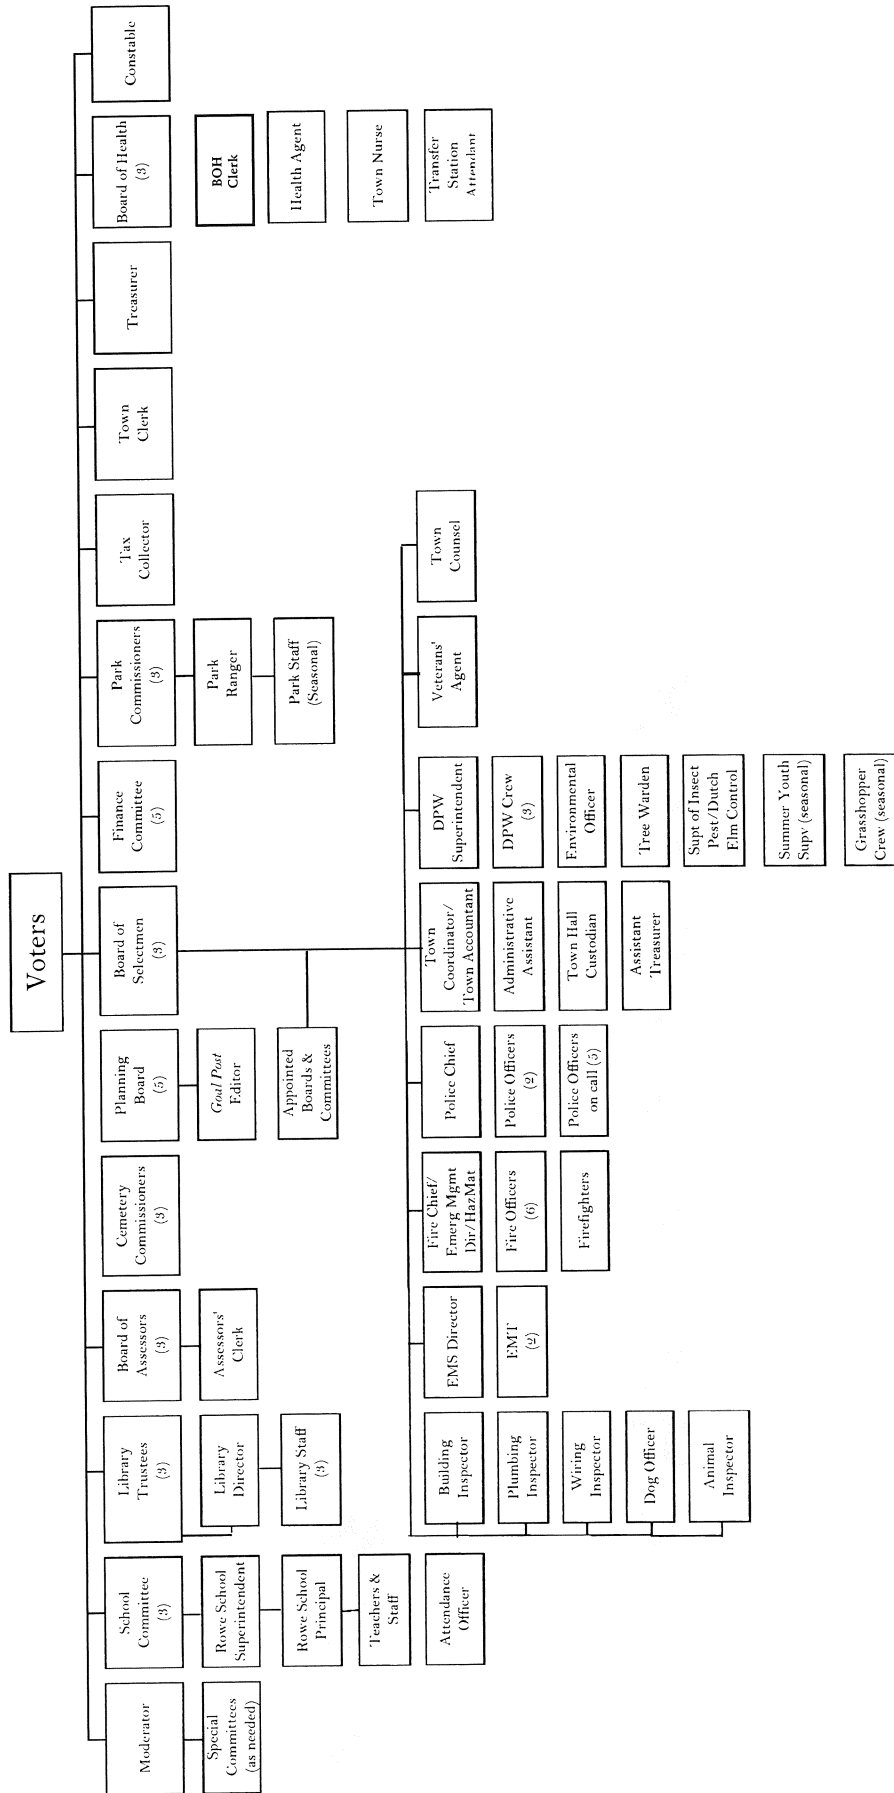 Voters
Moderator
Special
Committees
(as needed)
School
Committee
(3)
Rowe School
Superintendent
Rowe School
Principal
Teachers &
Staff
Attendance
Officer
Library
Trustees
(3)
Library
Director
Library Staff
(3)
Board of
Assessors
(3)
Assessors'
Clerk
Cemetery
Commissioners
(3)
Planning
Board
(5)
Goal Post
Editor
Board of
Selectmen
(3)
Appointed
Boards &
Committees
Finance
Committee
(5)
Park
Commissioners
(3)
Park
Ranger
Park Staff
(Seasonal)
Tax
Collector
Town
Clerk
Treasurer
Board of Health
(3)
BOH
Clerk
Health Agent
Town Nurse
Transfer
Station
Attendant
Constable
Building
Inspector
Plumbing
Inspector
Wiring
Inspector
Dog Officer
Animal
Inspector
EMS Director
EMT
(2)
Fire Chief/
Emerg Mgmt
Dir/HazMat
Fire Officers
(6)
Firefighters
Police Chief
Police Officers
(2)
Police Officers
on call (5)
Town
Coordinator/
Town Accountant
Administrative
Assistant
Town Hall
Custodian
Assistant
Treasurer
DPW
Superintendent
DPW Crew
(3)
Environmental
Officer
Tree Warden
Supt of Insect
Pest/Dutch
Elm Control
Summer Youth
Supv (seasonal)
Grasshopper
Crew (seasonal)
Veterans'
Agent
Town
Counsel